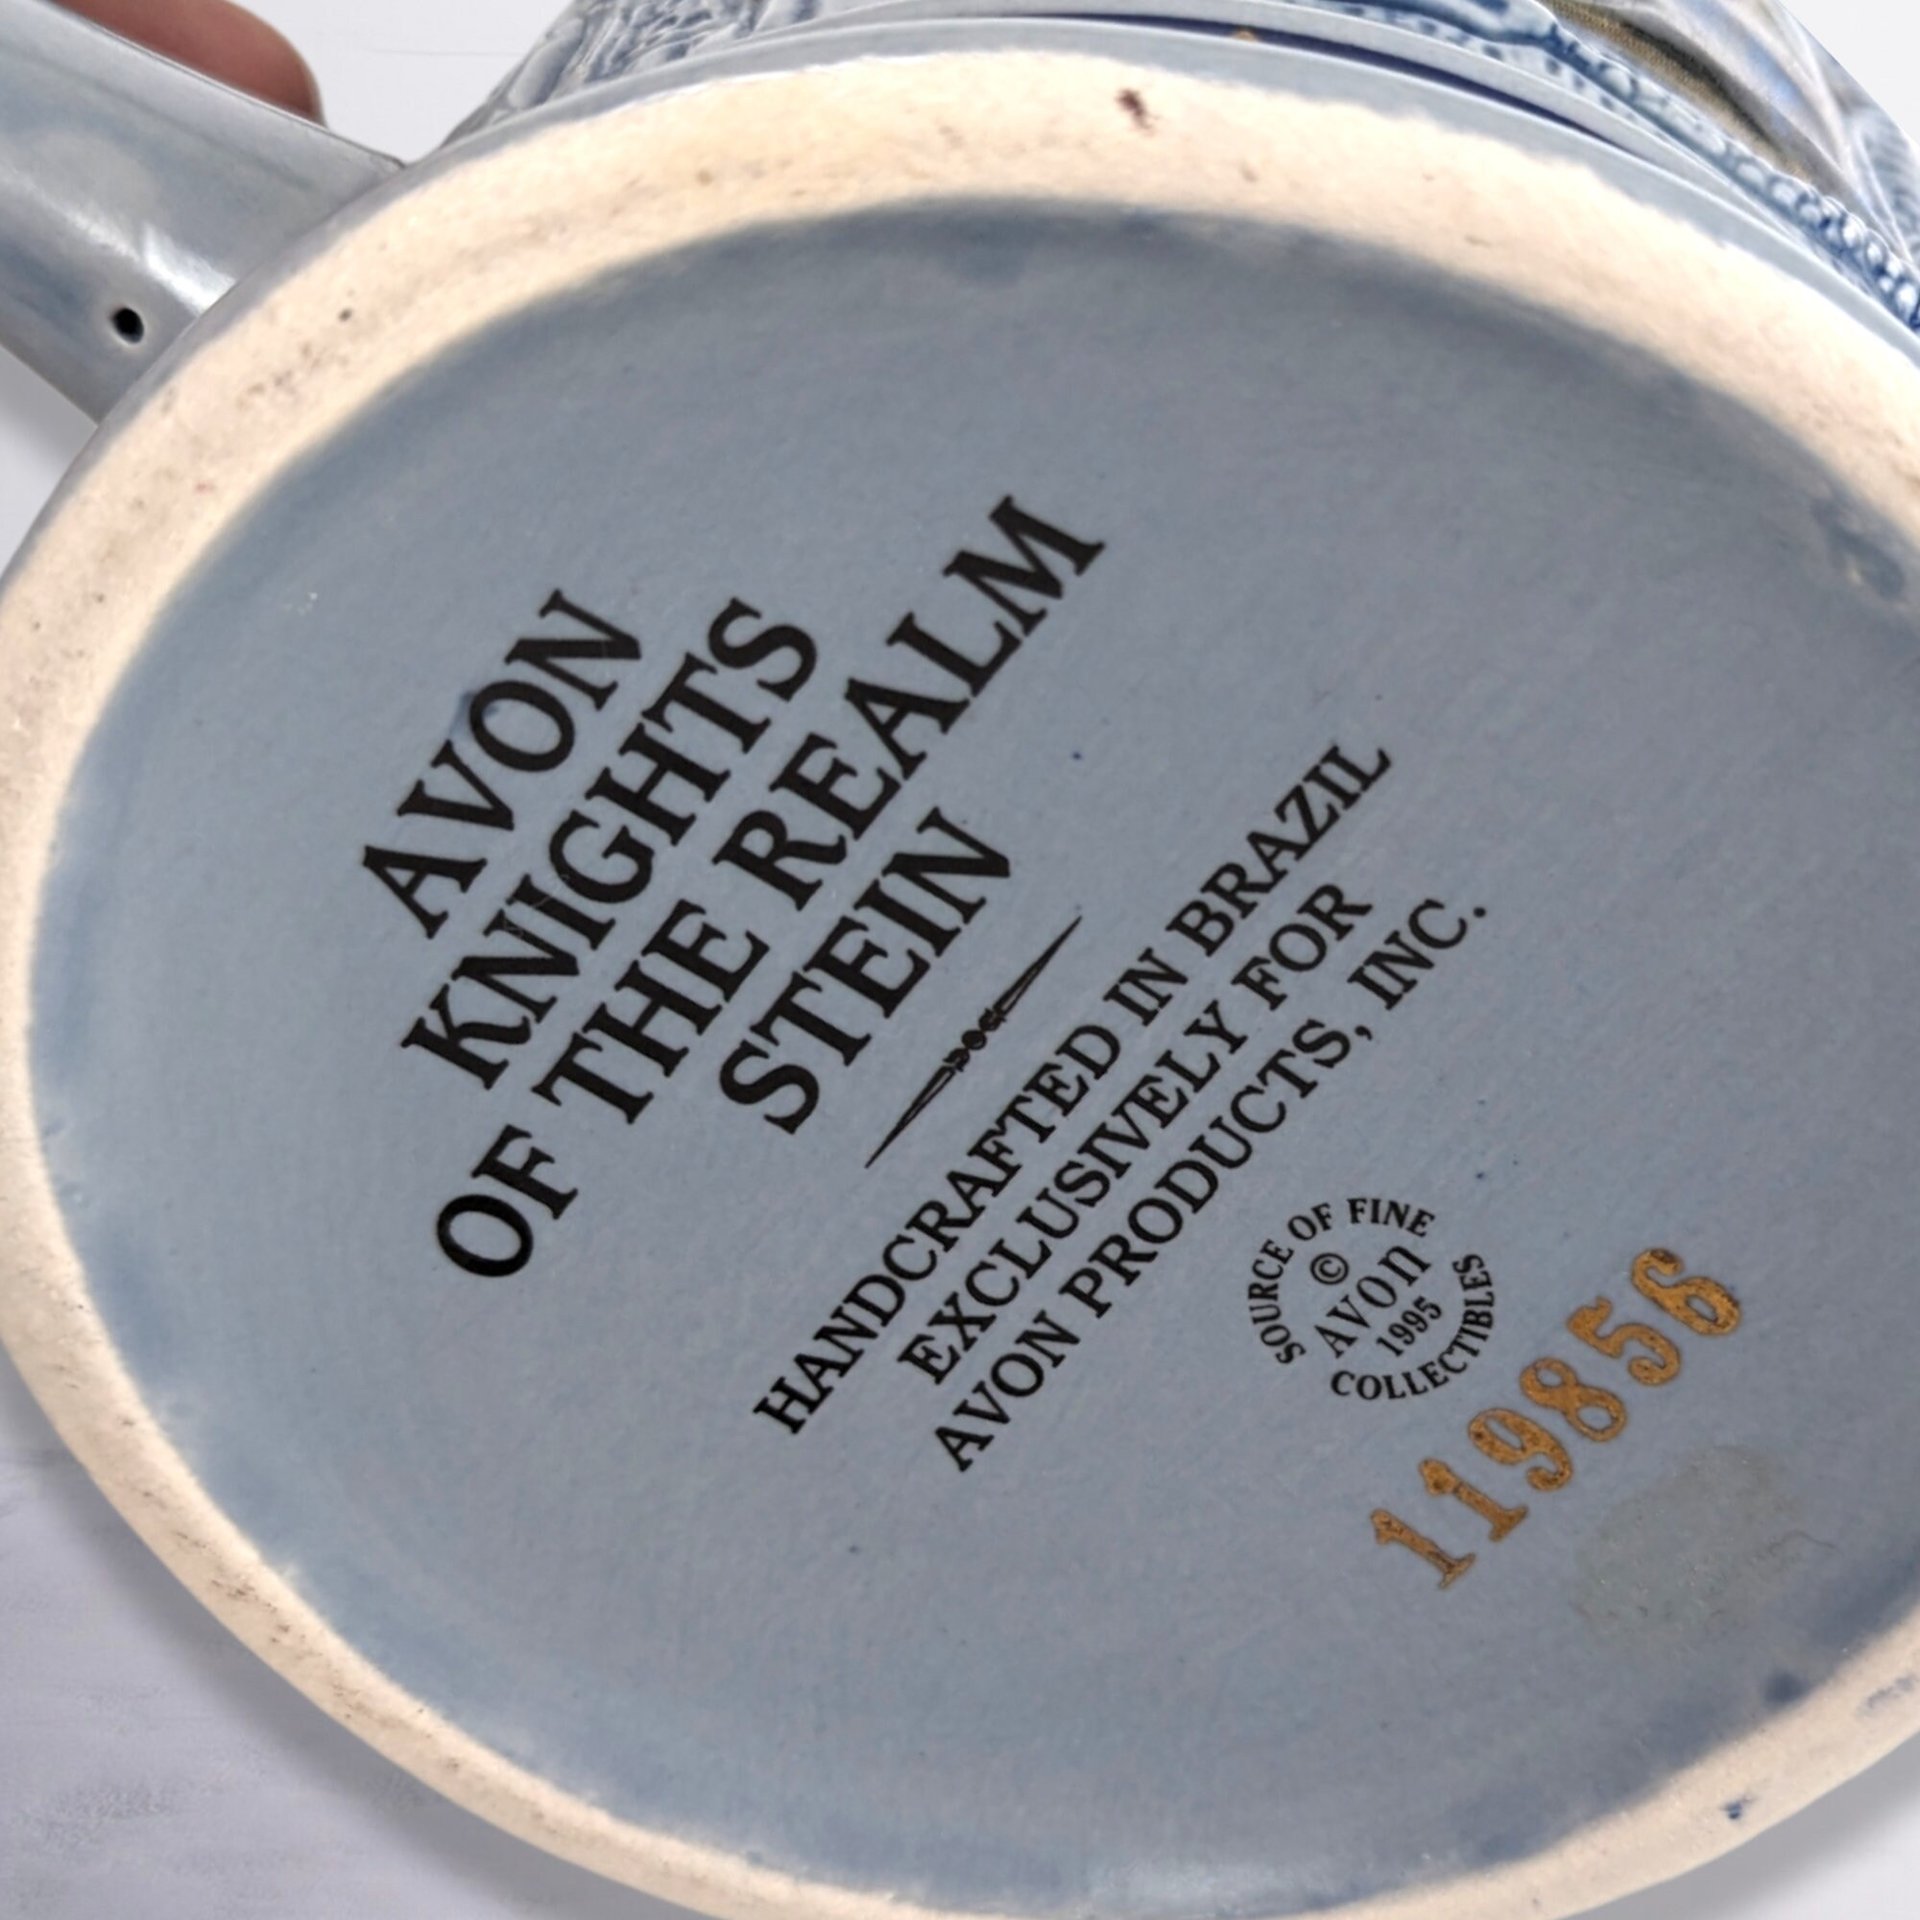 AVON
KNIGHTS
OF THE REALM
STEIN
HANDCRAFTED IN BRAZIL
EXCLUSIVELY FOR
AVON PRODUCTS, INC.
SOURCE OF FINE
©
AVON
1995
COLLECTIBLES
119856